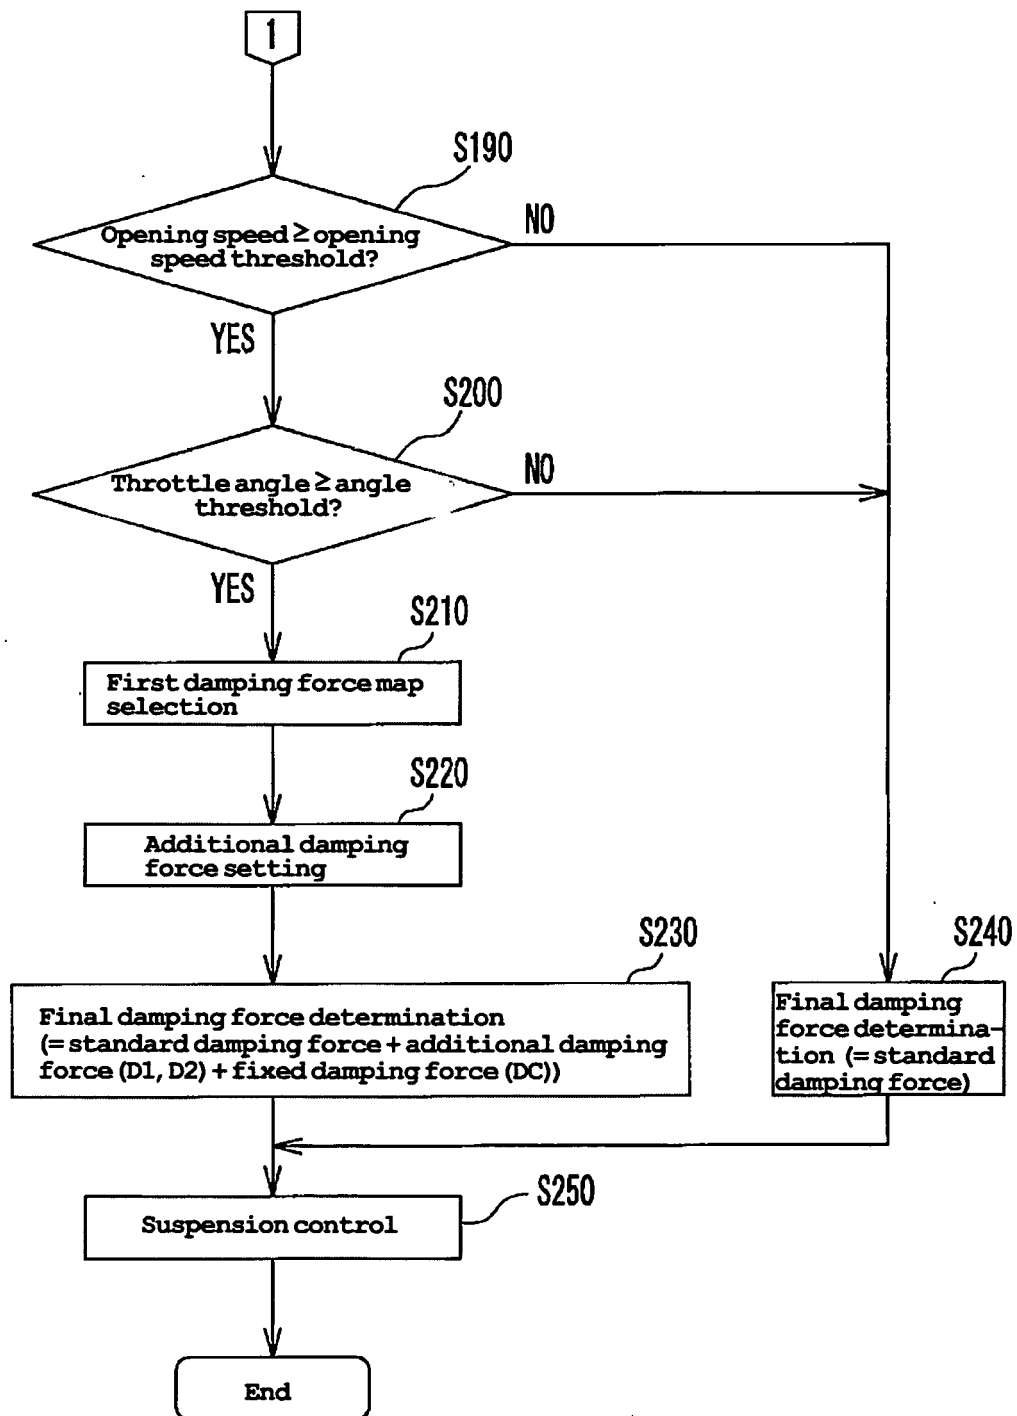 1
S190
Opening speed ≥ opening
speed threshold?
NO
YES
S200
Throttle angle ≥ angle
threshold?
NO
YES
S210
First damping force map
selection
S220
Additional damping
force setting
S230
Final damping force determination
(= standard damping force + additional damping
force (D1, D2) + fixed damping force (DC))
S240
Final damping
force determina-
tion (= standard
damping force)
S250
Suspension control
End